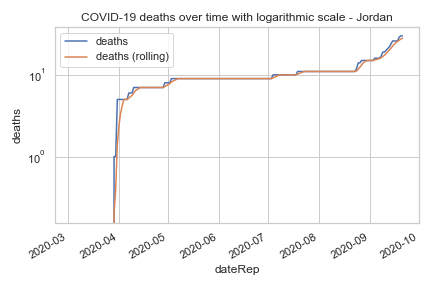 COVID-19 deaths over time with logarithmic scale - Jordan
deaths
deaths (rolling)
10¹
10⁰
deaths
2020-03
2020-04
2020-05
2020-06
2020-07
2020-08
2020-09
2020-10
dateRep